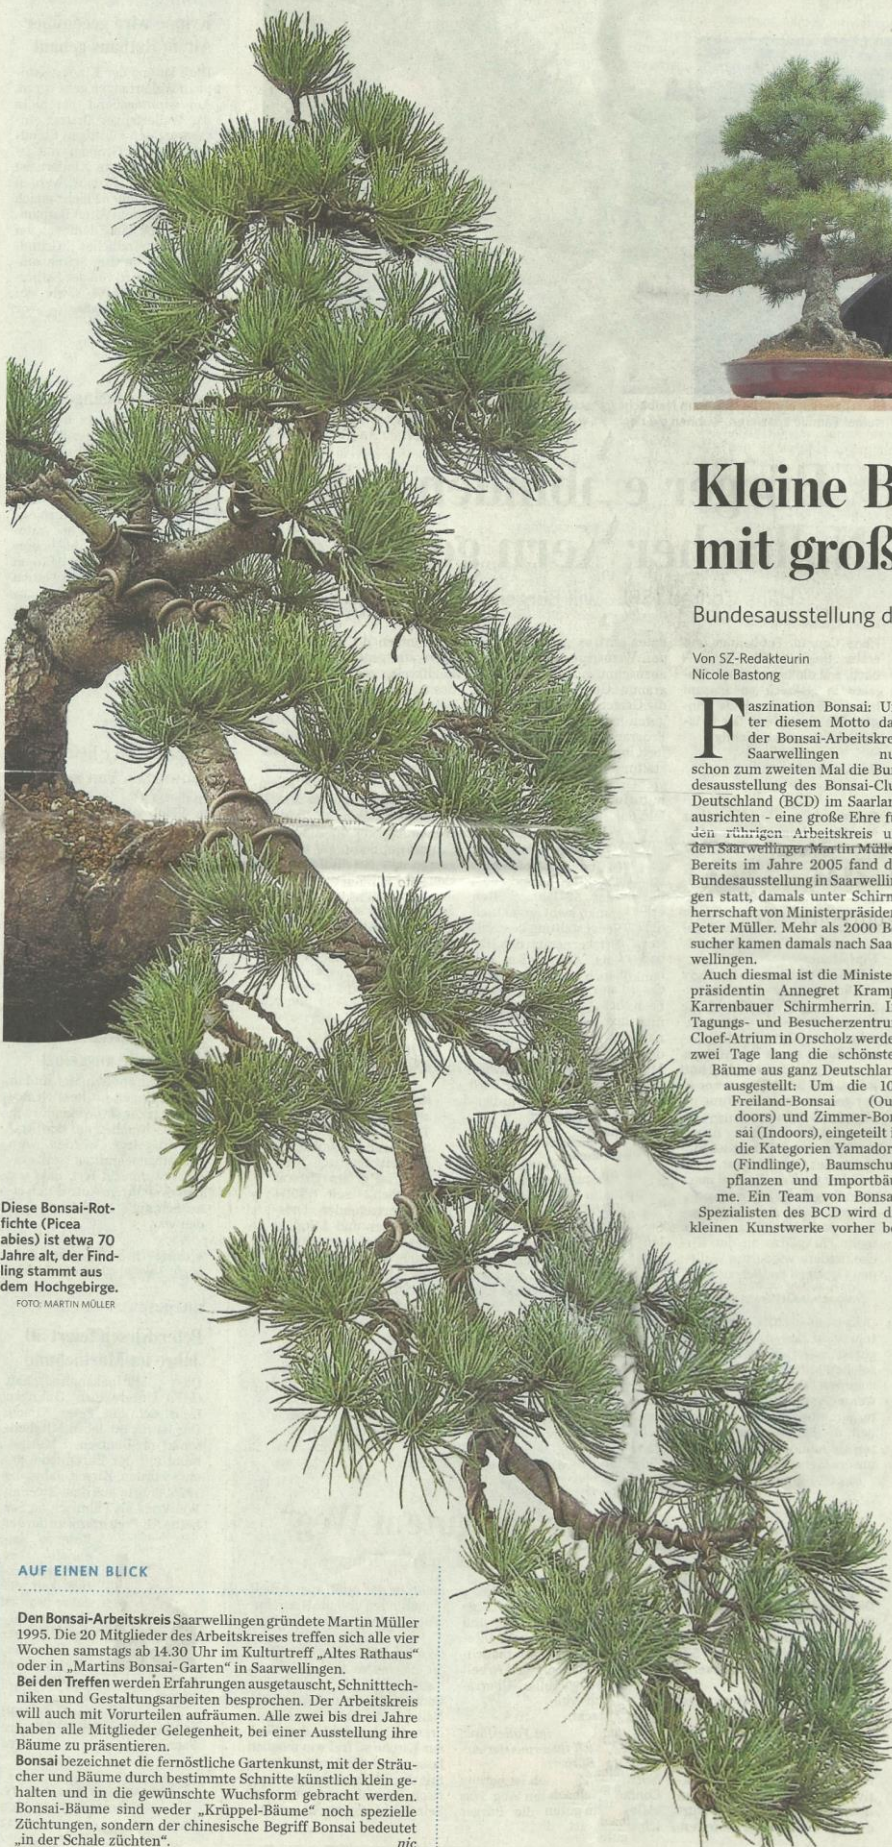 Kleine B
mit groß
Bundesausstellung d
Von SZ-Redakteurin
Nicole Bastong
Faszination Bonsai: U
ter diesem Motto da
der Bonsai-Arbeitskre
Saarwellingen nu
schon zum zweiten Mal die Bun
desausstellung des Bonsai-Clu
Deutschland (BCD) im Saarlan
ausrichten - eine große Ehre fü
den rührigen Arbeitskreis u
den Saarwellinger Martin Mülle
Bereits im Jahre 2005 fand d
Bundesausstellung in Saarwellin
gen statt, damals unter Schirm
herrschaft von Ministerpräsiden
Peter Müller. Mehr als 2000 Be
sucher kamen damals nach Saa
wellingen.
Auch diesmal ist die Ministe
präsidentin Annegret Kramp
Karrenbauer Schirmherrin. I
Tagungs- und Besucherzentrum
Cloef-Atrium in Orscholz werde
zwei Tage lang die schönste
Bäume aus ganz Deutschlan
ausgestellt: Um die 10
Freiland-Bonsai (Ou
doors) und Zimmer-Bon
sai (Indoors), eingeteilt i
die Kategorien Yamador
(Findlinge), Baumschu
pflanzen und Importbäu
me. Ein Team von Bonsa
Spezialisten des BCD wird d
kleinen Kunstwerke vorher be
Diese Bonsai-Rot-
fichte (Picea
abies) ist etwa 70
Jahre alt, der Find-
ling stammt aus
dem Hochgebirge.
FOTO: MARTIN MÜLLER
AUF EINEN BLICK
Den Bonsai-Arbeitskreis Saarwellingen gründete Martin Müller
1995. Die 20 Mitglieder des Arbeitskreises treffen sich alle vier
Wochen samstags ab 14.30 Uhr im Kulturtreff „Altes Rathaus“
oder in „Martins Bonsai-Garten“ in Saarwellingen.
Bei den Treffen werden Erfahrungen ausgetauscht, Schnitttech-
niken und Gestaltungsarbeiten besprochen. Der Arbeitskreis
will auch mit Vorurteilen aufräumen. Alle zwei bis drei Jahre
haben alle Mitglieder Gelegenheit, bei einer Ausstellung ihre
Bäume zu präsentieren.
Bonsai bezeichnet die fernöstliche Gartenkunst, mit der Sträu-
cher und Bäume durch bestimmte Schnitte künstlich klein ge-
halten und in die gewünschte Wuchsform gebracht werden.
Bonsai-Bäume sind weder „Krüppel-Bäume“ noch spezielle
Züchtungen, sondern der chinesische Begriff Bonsai bedeutet
„in der Schale züchten“. nic